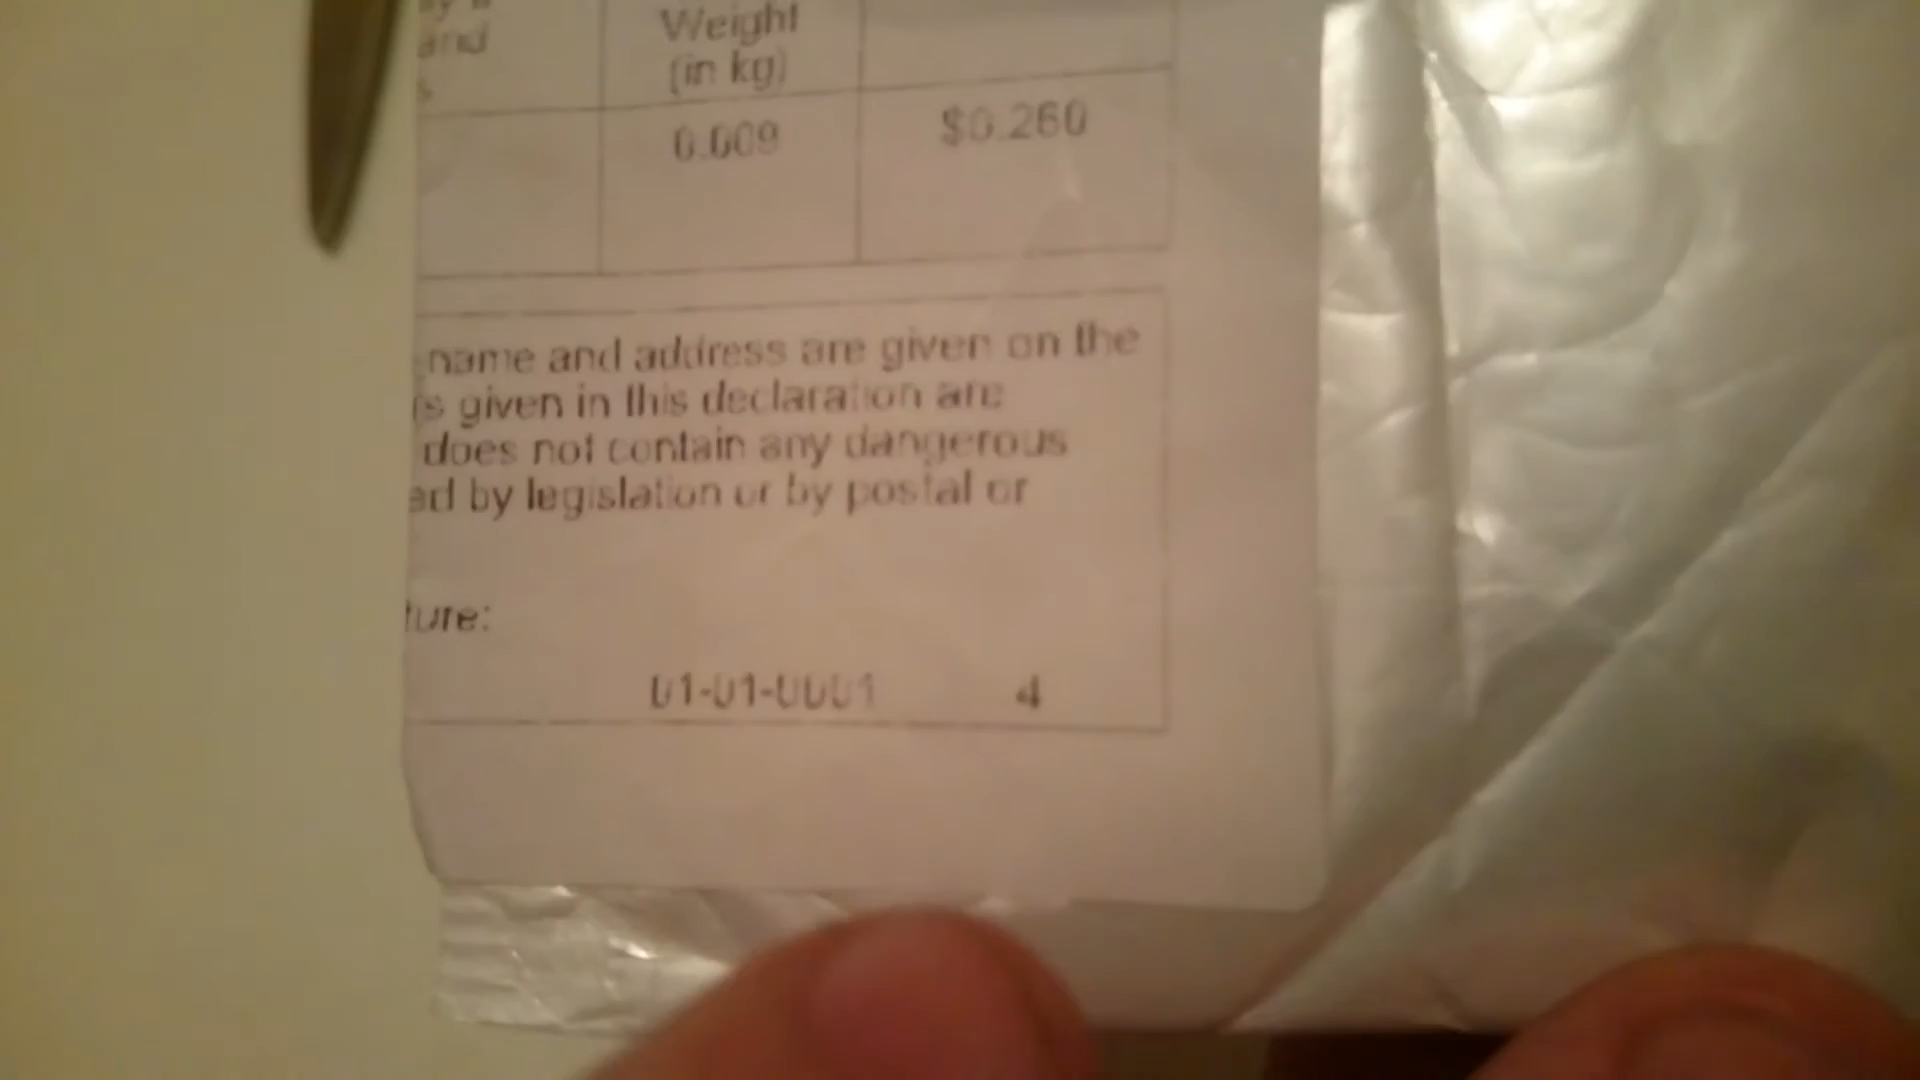 and
Weight
(in kg)
s
0.009 $0.260
name and address are given on the
s given in this declaration are
does not contain any dangerous
ed by legislation or by postal or
ture:
01-01-0001 4